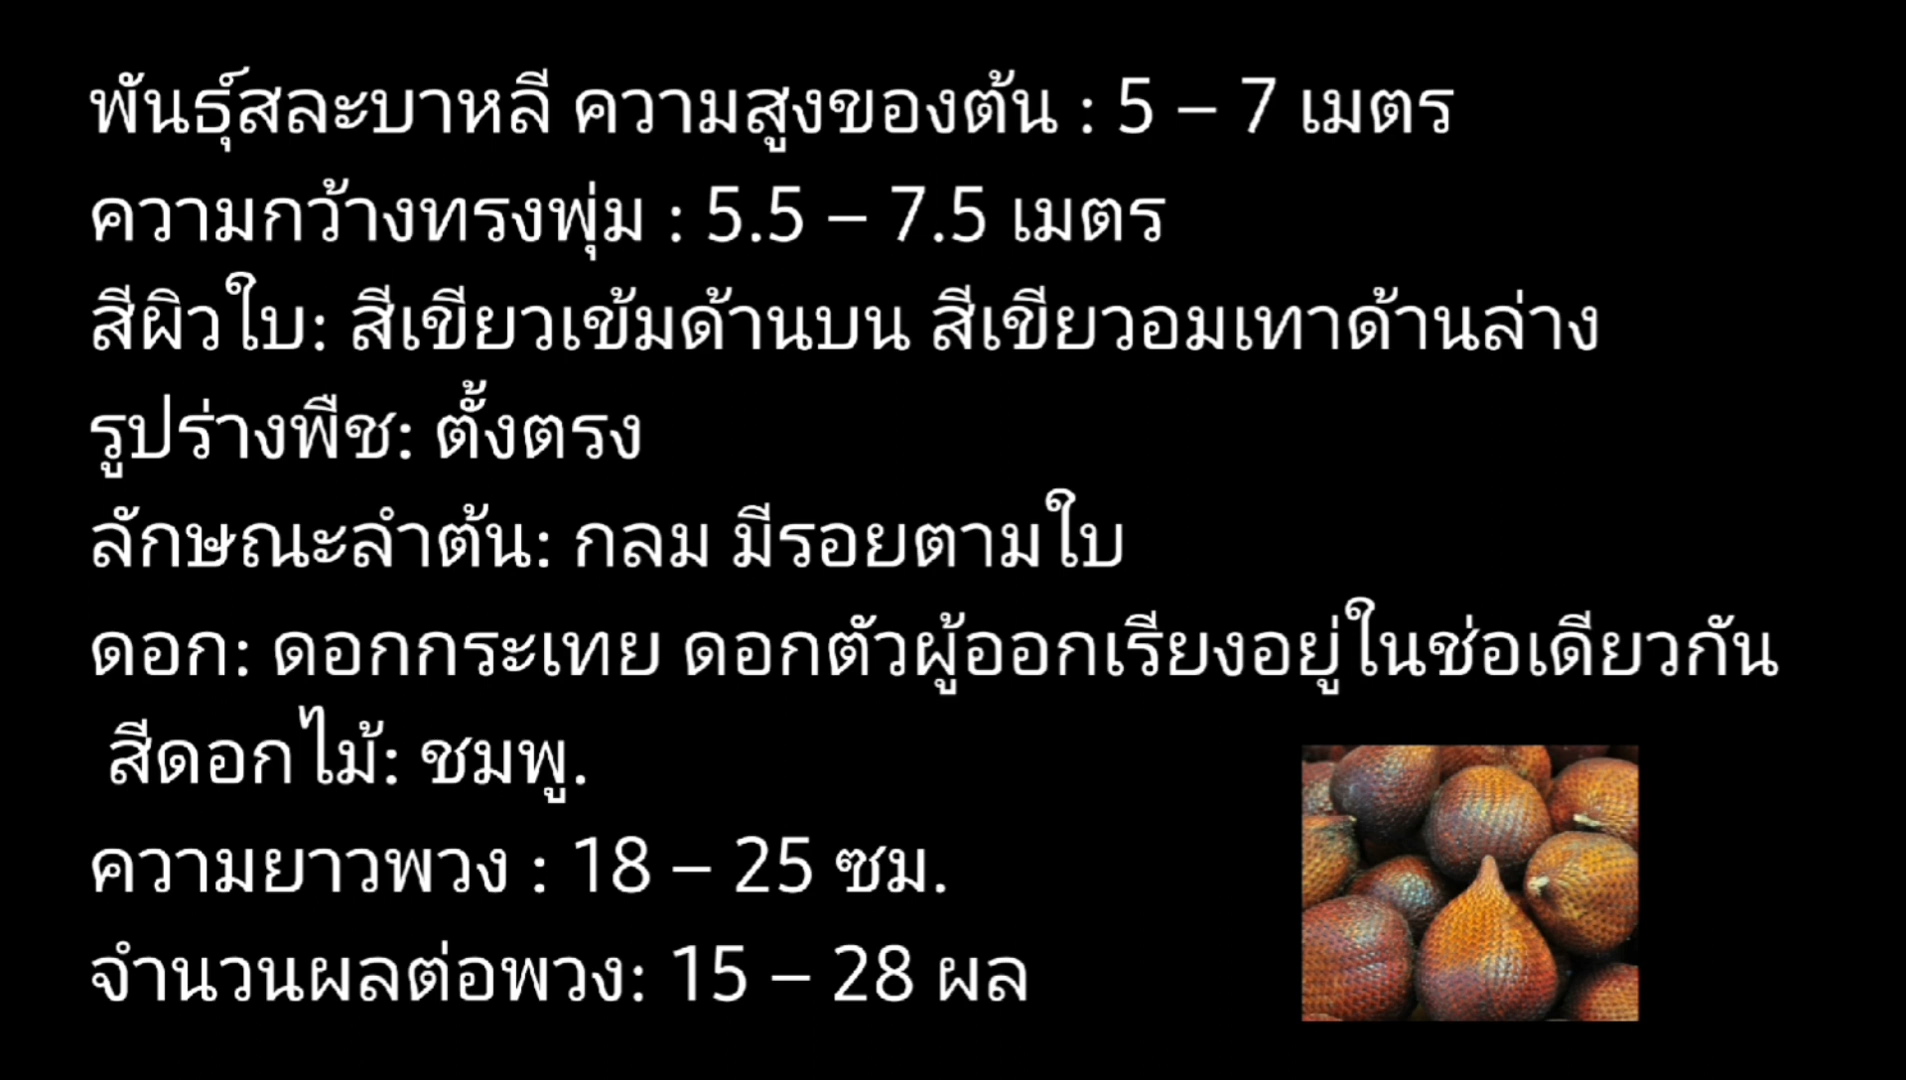 พันธุ์สละบาหลี ความสูงของต้น : 5 – 7 เมตร
ความกว้างทรงพุ่ม : 5.5 – 7.5 เมตร
สีผิวใบ: สีเขียวเข้มด้านบน สีเขียวอมเทาด้านล่าง
รูปร่างพืช: ตั้งตรง
ลักษณะลำต้น: กลม มีรอยตามใบ
ดอก: ดอกกระเทย ดอกตัวผู้ออกเรียงอยู่ในช่อเดียวกัน
สีดอกไม้: ชมพู.
ความยาวพวง : 18 – 25 ซม.
จำนวนผลต่อพวง: 15 – 28 ผล